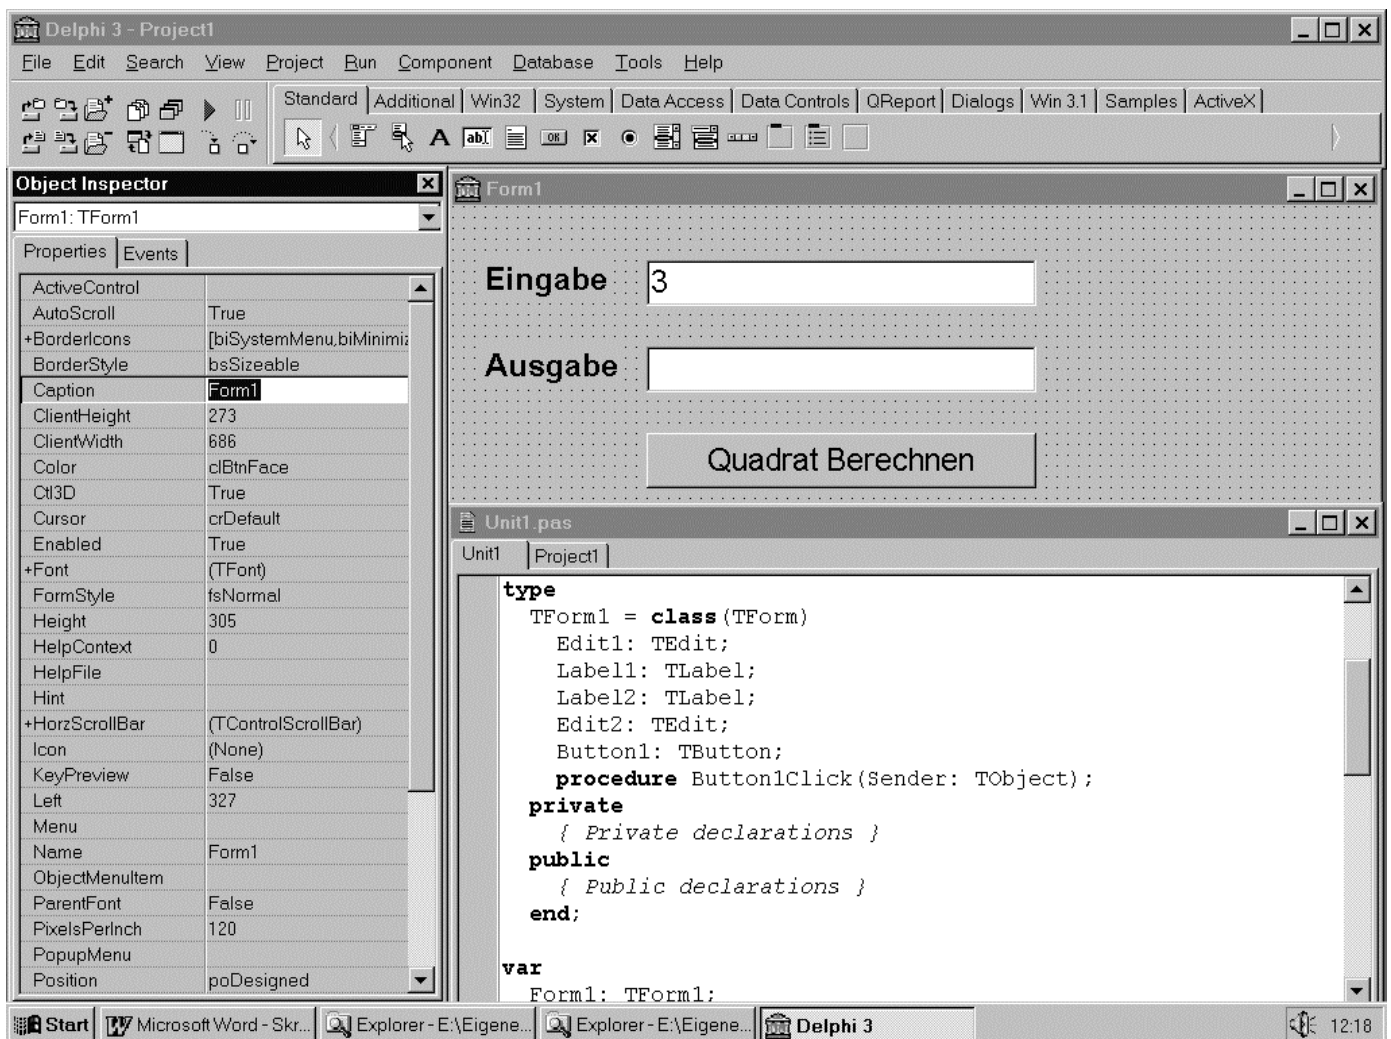 Delphi 3 - Project1
File Edit Search View Project Run Component Database Tools Help
Standard Additional Win32 System Data Access Data Controls QReport Dialogs Win 3.1 Samples ActiveX
A ab OK
Object Inspector
Form1: TForm1
Properties Events
ActiveControl
AutoScroll True
+BorderIcons [biSystemMenu,biMinimiz
BorderStyle bsSizeable
Caption Form1
ClientHeight 273
ClientWidth 686
Color clBtnFace
Ctl3D True
Cursor crDefault
Enabled True
+Font (TFont)
FormStyle fsNormal
Height 305
HelpContext 0
HelpFile
Hint
+HorzScrollBar (TControlScrollBar)
Icon (None)
KeyPreview False
Left 327
Menu
Name Form1
ObjectMenuItem
ParentFont False
PixelsPerInch 120
PopupMenu
Position poDesigned
Form1
Eingabe 3
Ausgabe
Quadrat Berechnen
Unit1.pas
Unit1 Project1
type
TForm1 = class(TForm)
Edit1: TEdit;
Label1: TLabel;
Label2: TLabel;
Edit2: TEdit;
Button1: TButton;
procedure Button1Click(Sender: TObject);
private
{ Private declarations }
public
{ Public declarations }
end;
var
Form1: TForm1;
Start Microsoft Word - Skr... Explorer - E:\Eigene... Explorer - E:\Eigene... Delphi 3 12:18